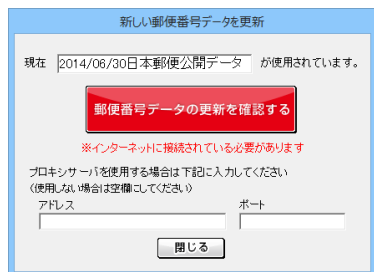 新しい郵便番号データを更新
現在 2014/06/30日本郵便公開データ が使用されています。
郵便番号データの更新を確認する
※インターネットに接続されている必要があります
プロキシサーバを使用する場合は下記に入力してください
(使用しない場合は空欄にしてください)
アドレス ポート
閉じる